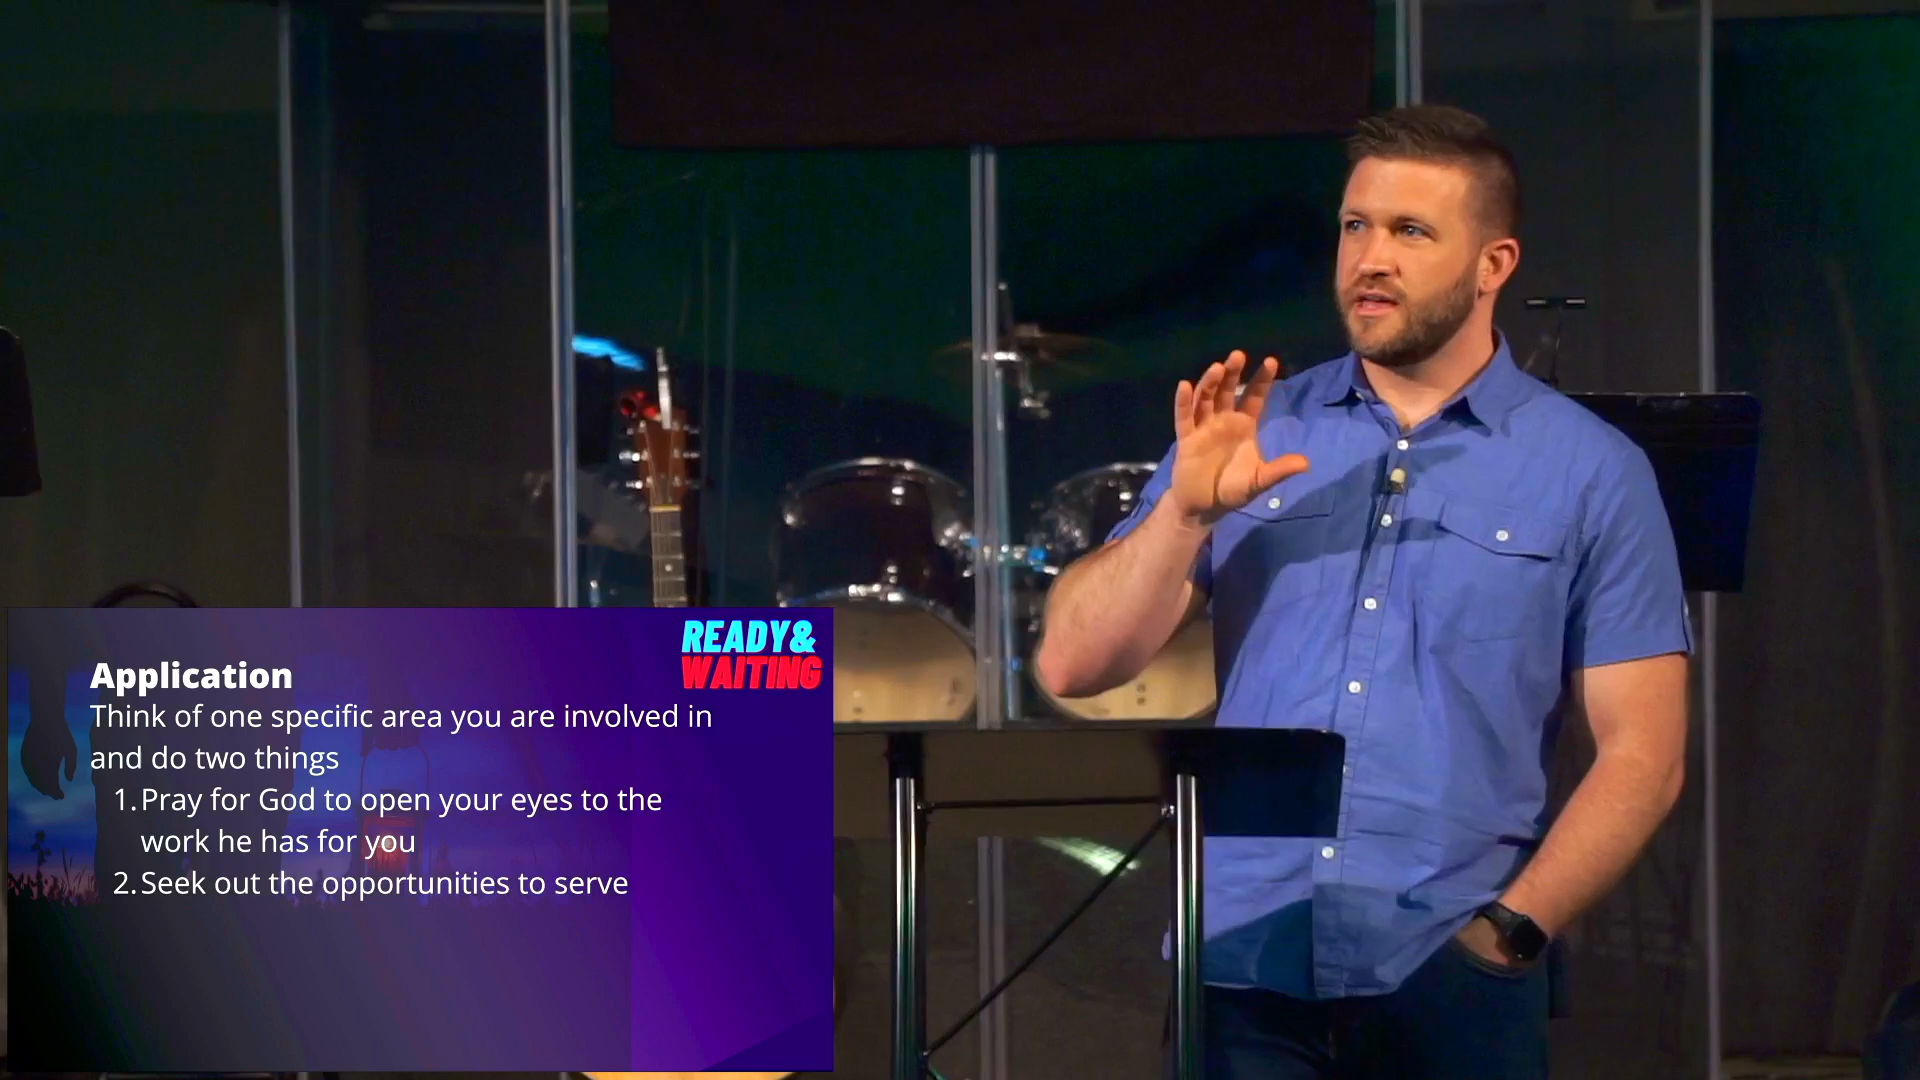 READY&
WAITING
Application
Think of one specific area you are involved in
and do two things
1. Pray for God to open your eyes to the
work he has for you
2. Seek out the opportunities to serve